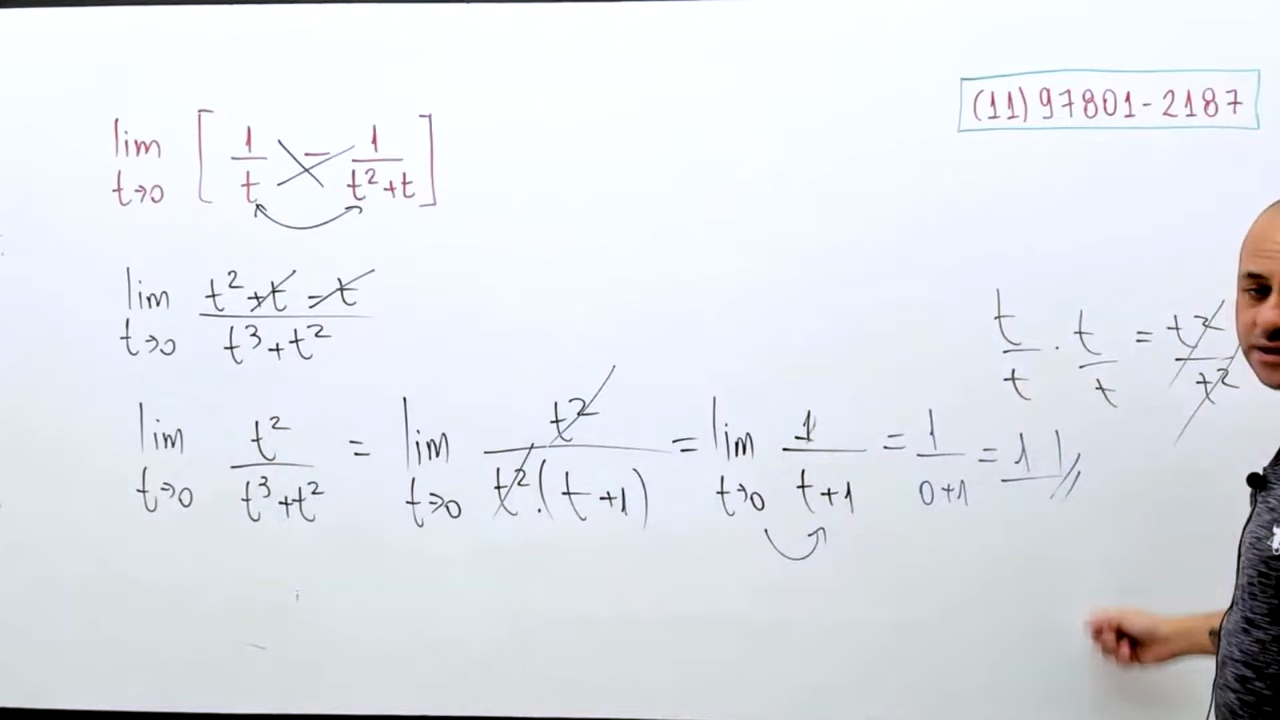 (11)97801-2187
lim t→0 [ 1/t - 1/(t²+t) ]
lim t→0 (t²+t-t)/(t³+t²)
t/t · t/t = t²/t²
lim t→0 t²/(t³+t²) = lim t→0 t²/(t²·(t+1)) = lim t→0 1/(t+1) = 1/(0+1) = 1